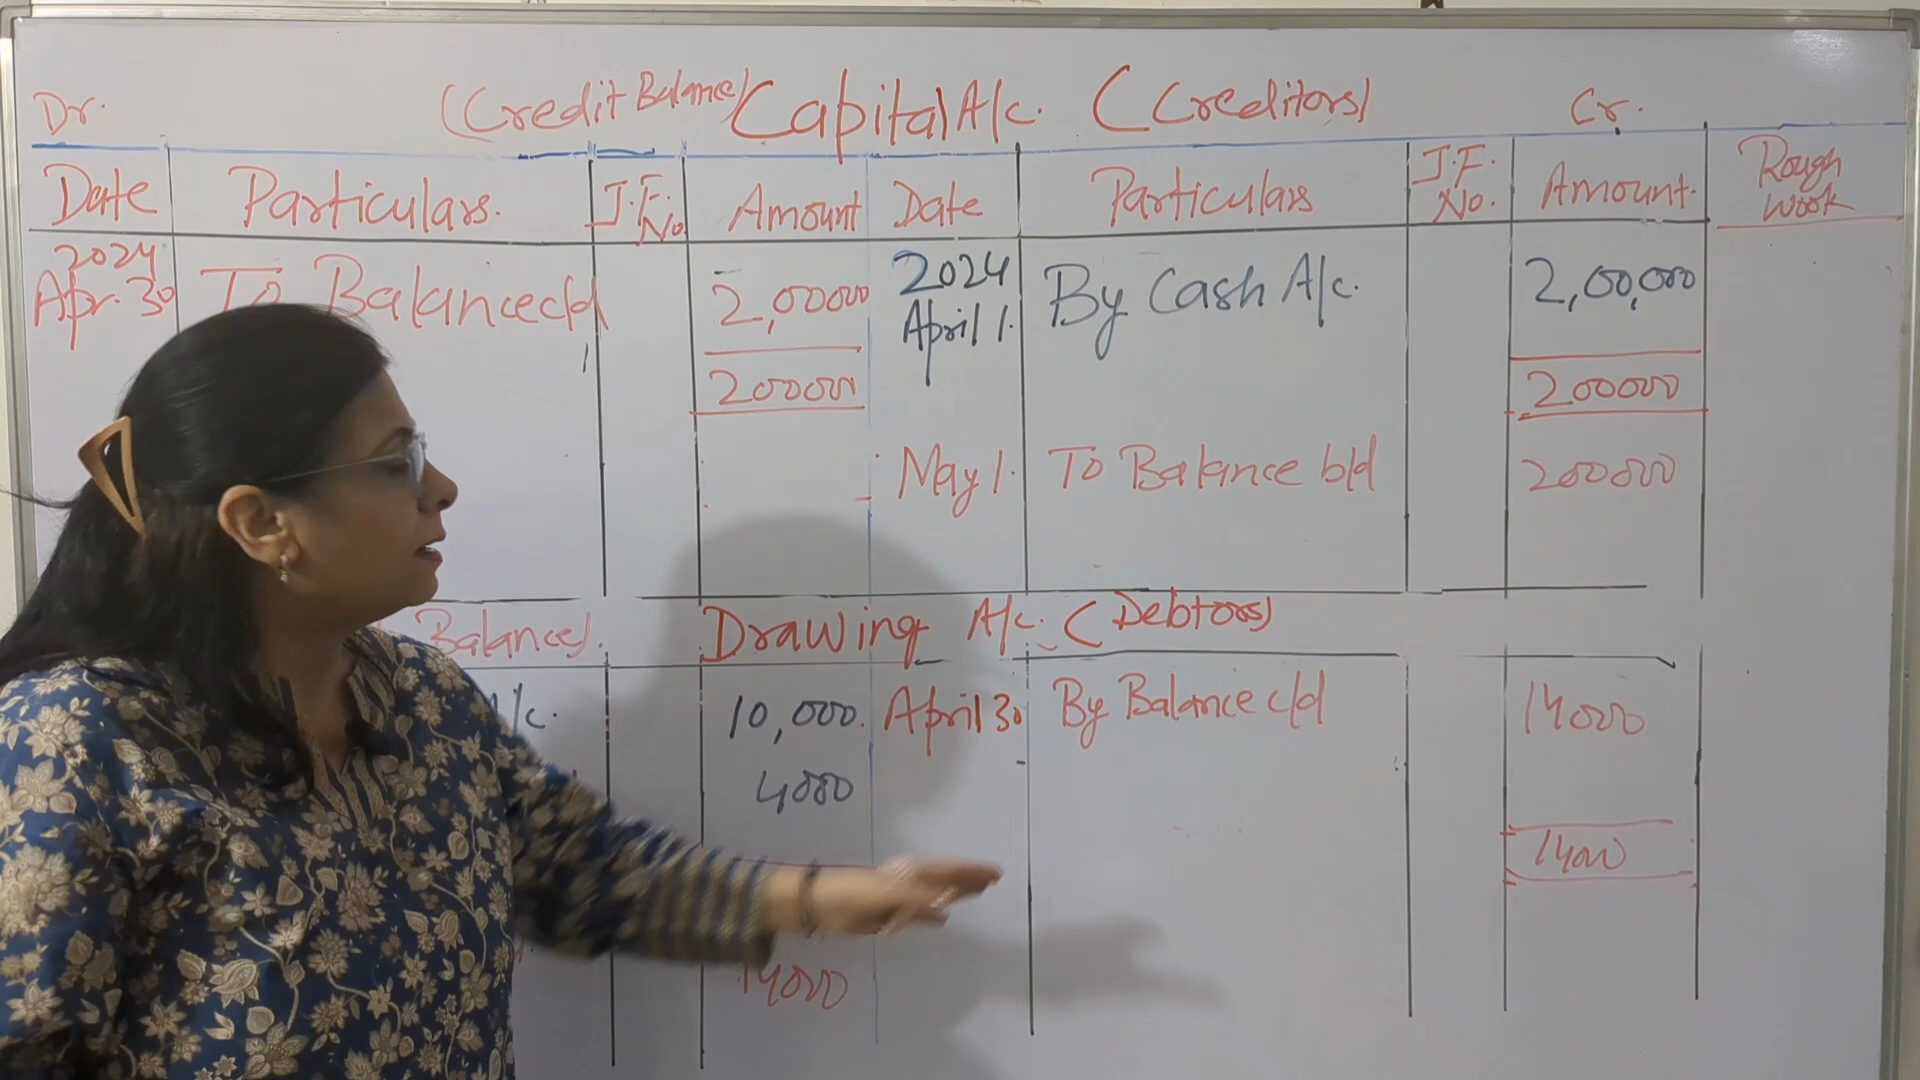 Dr. (Credit Balance) Capital A/c. (Creditors) Cr.
Date Particulars. J.F. No. Amount Date Particulars J.F. No. Amount. Rough Work
2024 Apr. 30 To Balance c/d 2,00000 2024 April 1. By Cash A/c. 2,00,000
200000 200000
May 1. To Balance b/d 200000
Balance). Drawing A/c. (Debtors)
A/c. 10,000. April 30 By Balance c/d 14000
4000
14000
14000